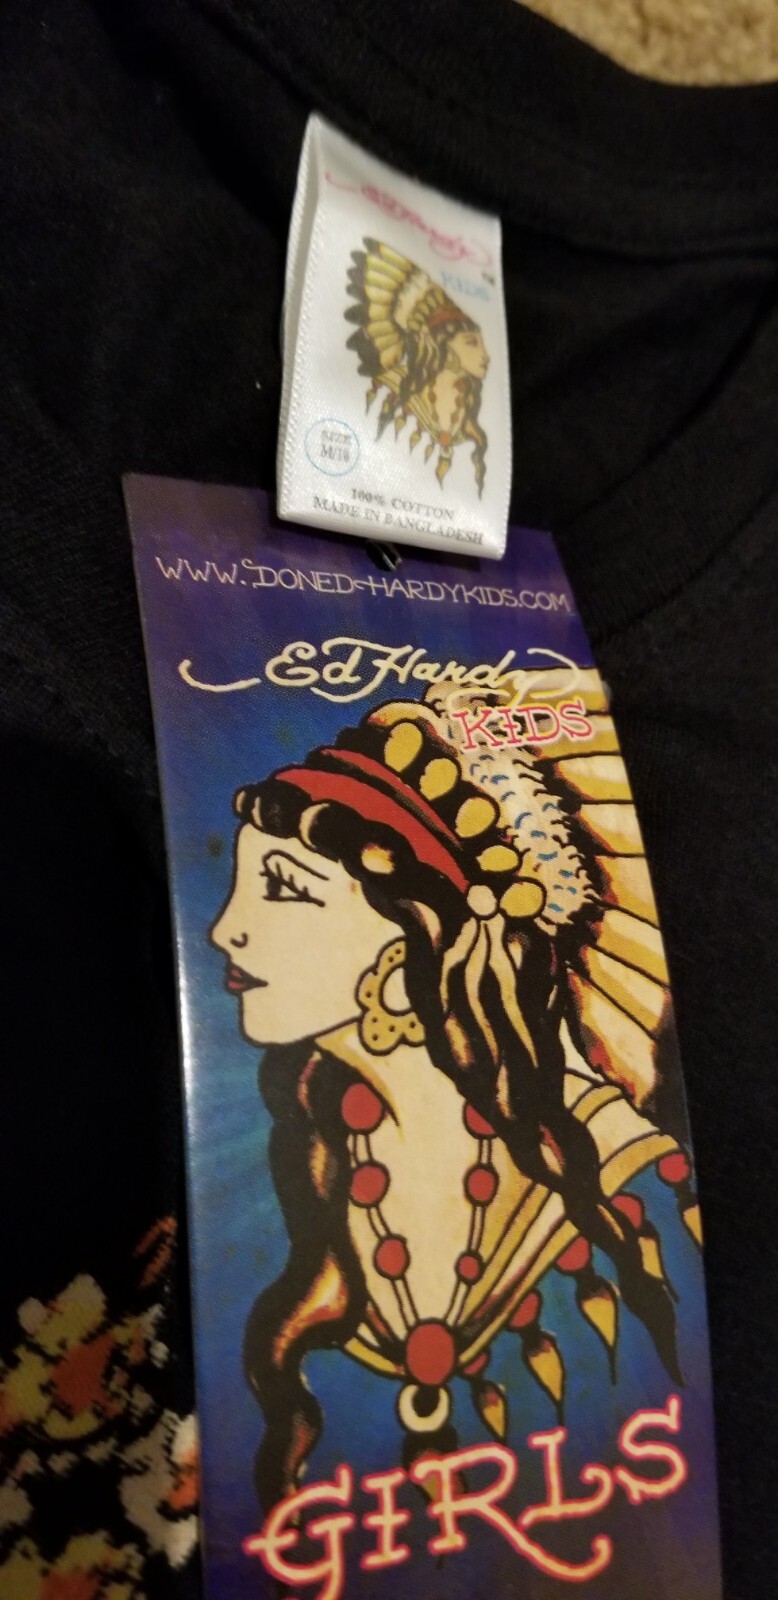 Ed Hardy
KIDS
SIZE
M/10
100% COTTON
MADE IN BANGLADESH
WWW.DONEDHARDYKIDS.COM
Ed Hardy
KIDS
GIRLS